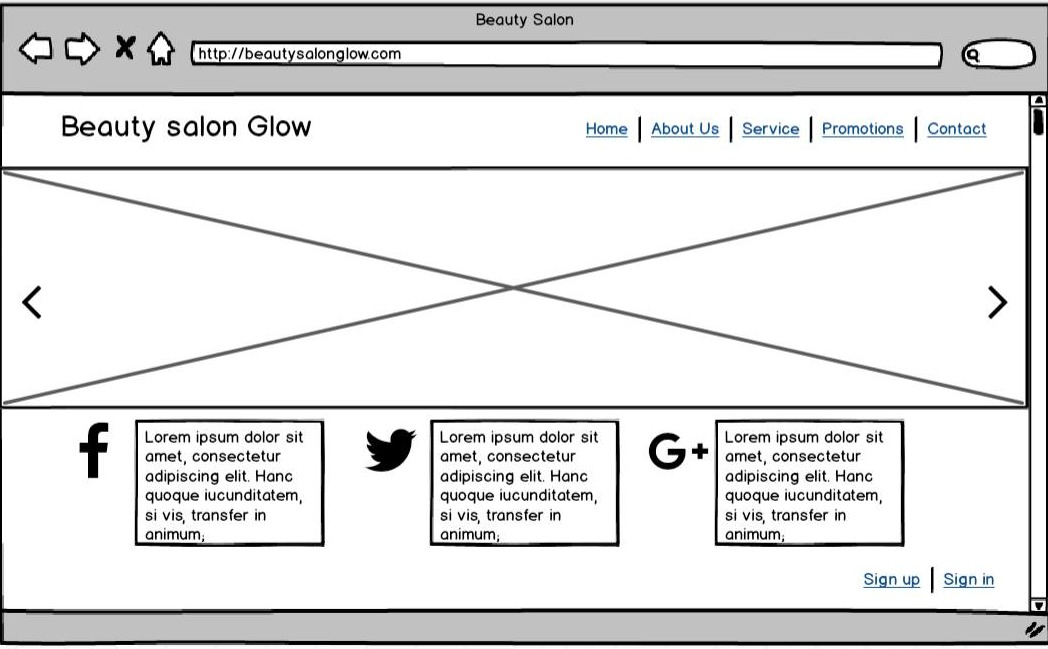 Beauty Salon
http://beautysalonglow.com
Beauty salon Glow
Home | About Us | Service | Promotions | Contact
Lorem ipsum dolor sit
amet, consectetur
adipiscing elit. Hanc
quoque iucunditatem,
si vis, transfer in
animum;
Lorem ipsum dolor sit
amet, consectetur
adipiscing elit. Hanc
quoque iucunditatem,
si vis, transfer in
animum;
G+
Lorem ipsum dolor sit
amet, consectetur
adipiscing elit. Hanc
quoque iucunditatem,
si vis, transfer in
animum;
Sign up | Sign in